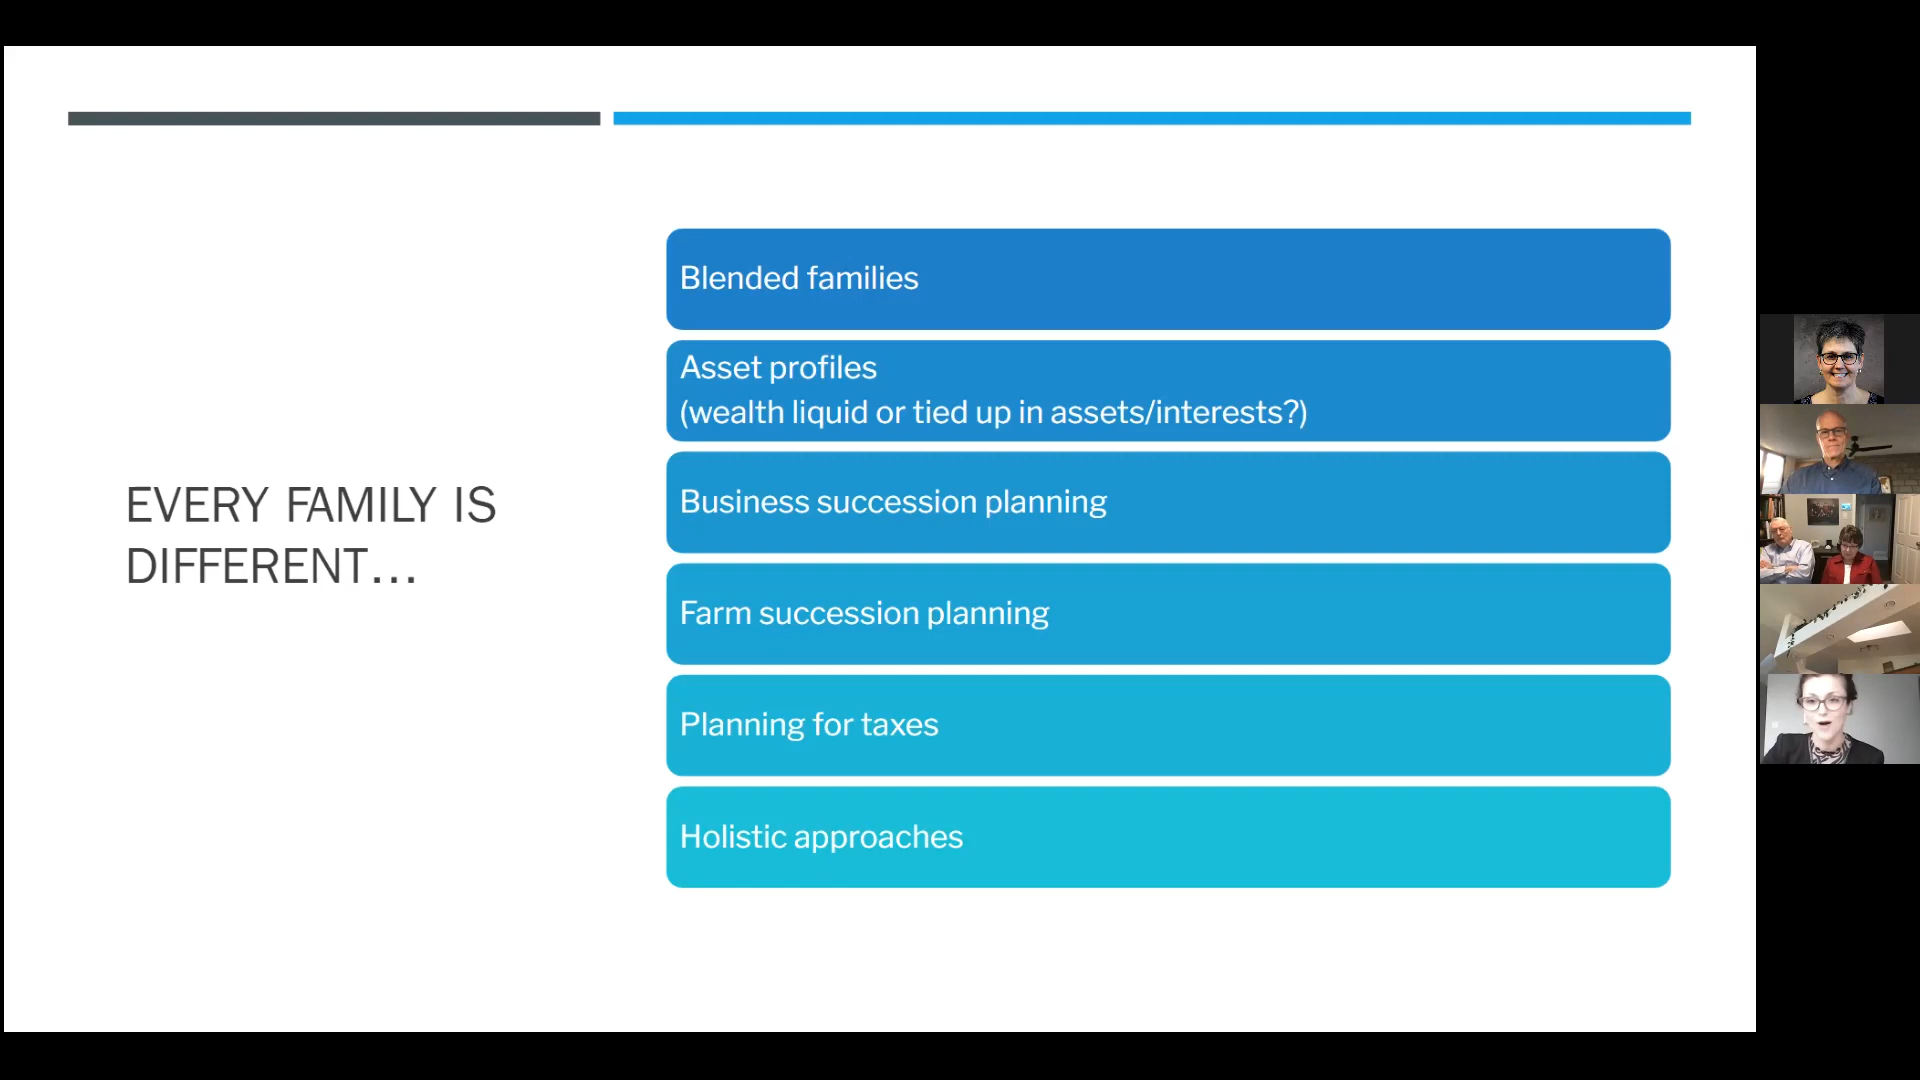 EVERY FAMILY IS
DIFFERENT...
Blended families
Asset profiles
(wealth liquid or tied up in assets/interests?)
Business succession planning
Farm succession planning
Planning for taxes
Holistic approaches